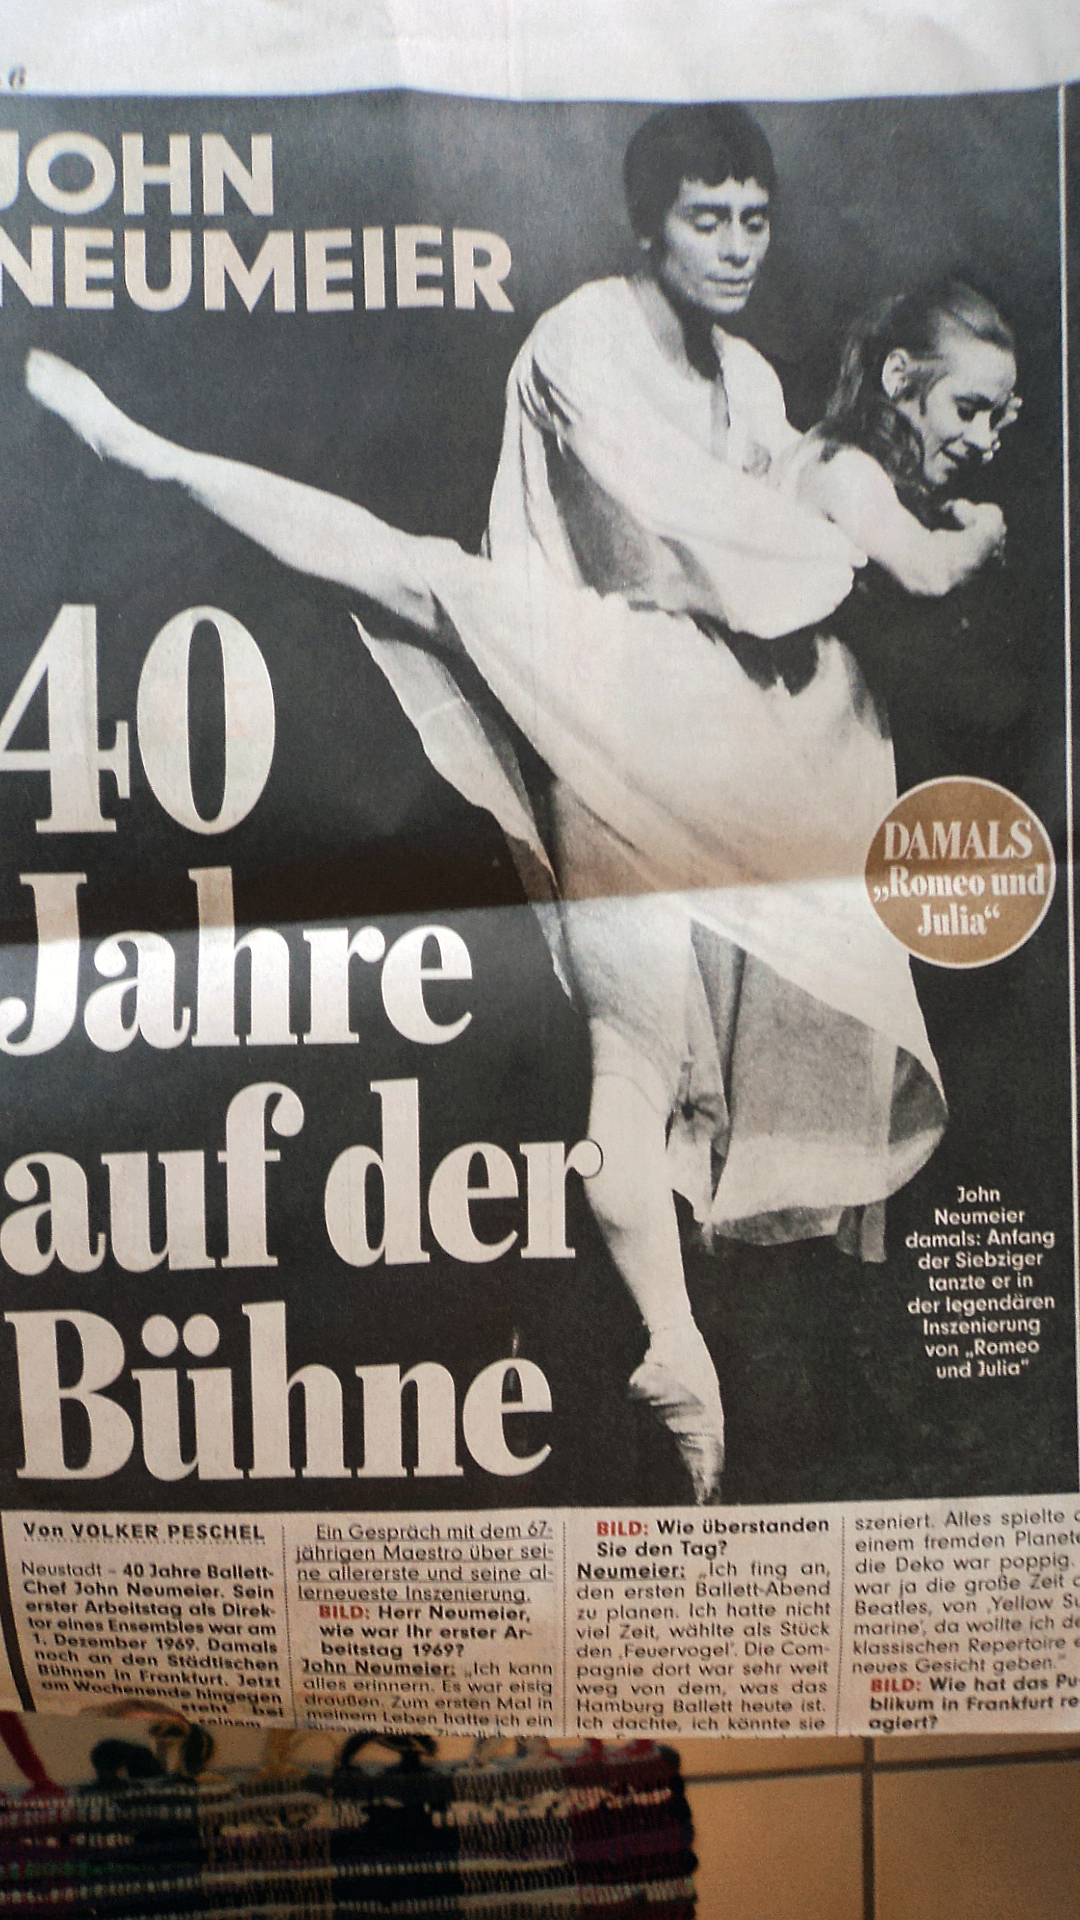 6
JOHN
NEUMEIER
40
Jahre
auf der
Bühne
DAMALS
„Romeo und
Julia“
John
Neumeier
damals: Anfang
der Siebziger
tanzte er in
der legendären
Inszenierung
von „Romeo
und Julia“
Von VOLKER PESCHEL
Neustadt – 40 Jahre Ballett-
Chef John Neumeier. Sein
erster Arbeitstag als Direk-
tor eines Ensembles war am
1. Dezember 1969. Damals
noch an den Städtischen
Bühnen in Frankfurt. Jetzt
am Wochenende hingegen
steht bei
seinem
Ein Gespräch mit dem 67-
jährigen Maestro über sei-
ne allererste und seine al-
lerneueste Inszenierung.
BILD: Herr Neumeier,
wie war Ihr erster Ar-
beitstag 1969?
John Neumeier: „Ich kann
alles erinnern. Es war eisig
draußen. Zum ersten Mal in
meinem Leben hatte ich ein
BILD: Wie überstanden
Sie den Tag?
Neumeier: „Ich fing an,
den ersten Ballett-Abend
zu planen. Ich hatte nicht
viel Zeit, wählte als Stück
den ‚Feuervogel‘. Die Com-
pagnie dort war sehr weit
weg von dem, was das
Hamburg Ballett heute ist.
Ich dachte, ich könnte sie
szeniert. Alles spielte
einem fremden Planete
die Deko war poppig.
war ja die große Zeit
Beatles, von ‚Yellow Su
marine‘, da wollte ich de
klassischen Repertoire e
neues Gesicht geben.“
BILD: Wie hat das Pu-
blikum in Frankfurt re
agiert?